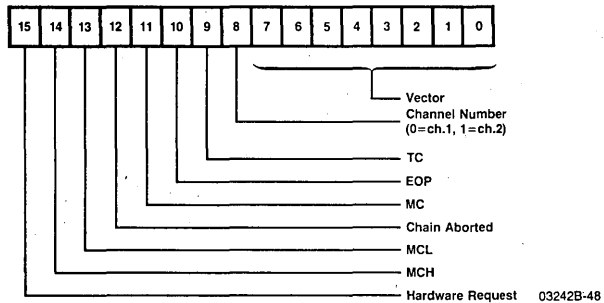 15 14 13 12 11 10 9 8 7 6 5 4 3 2 1 0
Vector
Channel Number
(0=ch.1, 1=ch.2)
TC
EOP
MC
Chain Aborted
MCL
MCH
Hardware Request 03242B-48